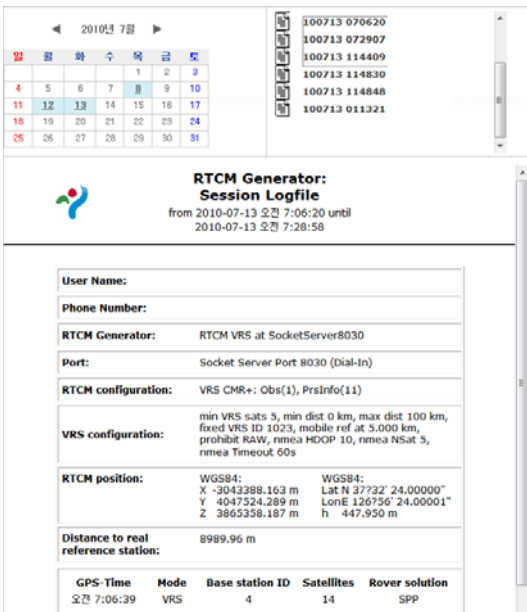 ◀ 2010년 7월 ▶
일 월 화 수 목 금 토
1 2 3
4 5 6 7 8 9 10
11 12 13 14 15 16 17
18 19 20 21 22 23 24
25 26 27 28 29 30 31
100713 070620
100713 072907
100713 114409
100713 114830
100713 114848
100713 011321
RTCM Generator:
Session Logfile
from 2010-07-13 오전 7:06:20 until
2010-07-13 오전 7:28:58
User Name:
Phone Number:
RTCM Generator: RTCM VRS at SocketServer8030
Port: Socket Server Port 8030 (Dial-In)
RTCM configuration: VRS CMR+: Obs(1), PrsInfo(11)
VRS configuration: min VRS sats 5, min dist 0 km, max dist 100 km,
fixed VRS ID 1023, mobile ref at 5.000 km,
prohibit RAW, nmea HDOP 10, nmea NSat 5,
nmea Timeout 60s
RTCM position: WGS84: WGS84:
X -3043388.163 m Lat N 37?32' 24.00000"
Y 4047524.289 m LonE 126?56' 24.00001"
Z 3865358.187 m h 447.950 m
Distance to real
reference station: 8989.96 m
GPS-Time Mode Base station ID Satellites Rover solution
오전 7:06:39 VRS 4 14 SPP